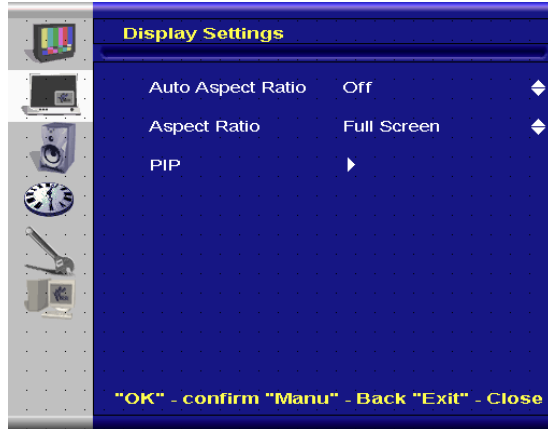 Display Settings
Auto Aspect Ratio Off
Aspect Ratio Full Screen
PIP
"OK" - confirm "Manu" - Back "Exit" - Close